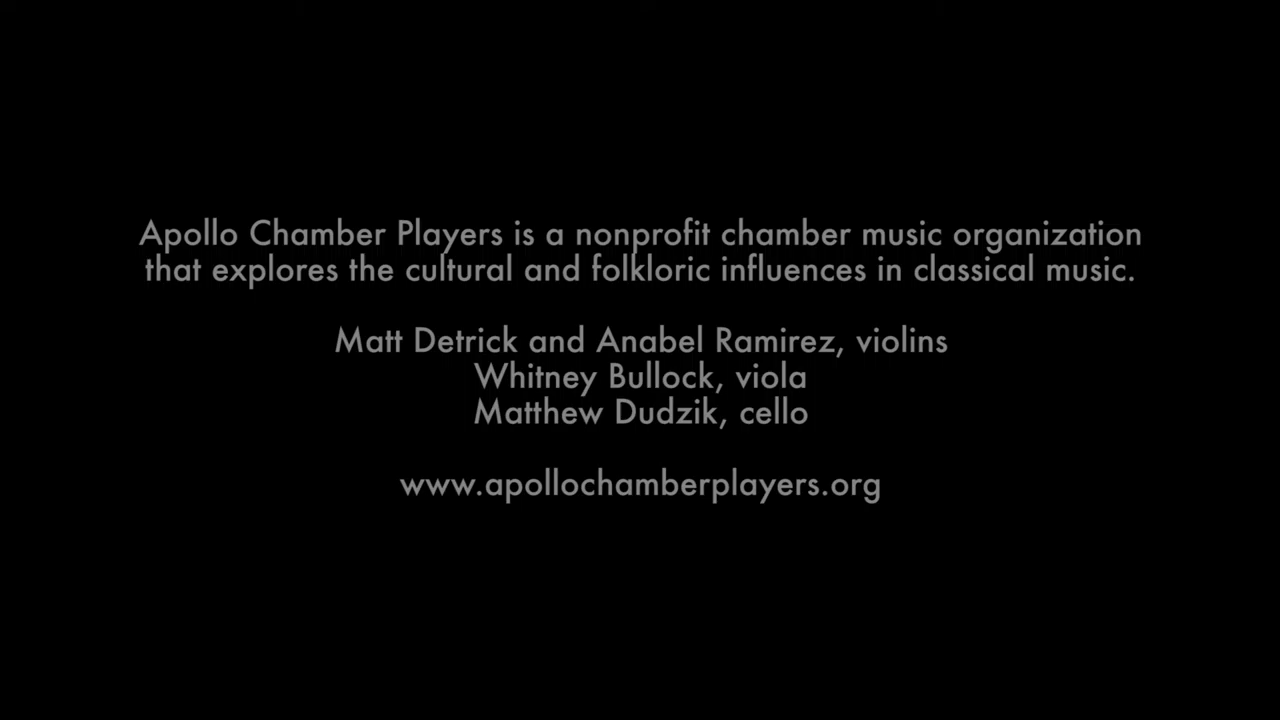 Apollo Chamber Players is a nonprofit chamber music organization
that explores the cultural and folkloric influences in classical music.
Matt Detrick and Anabel Ramirez, violins
Whitney Bullock, viola
Matthew Dudzik, cello
www.apollochamberplayers.org